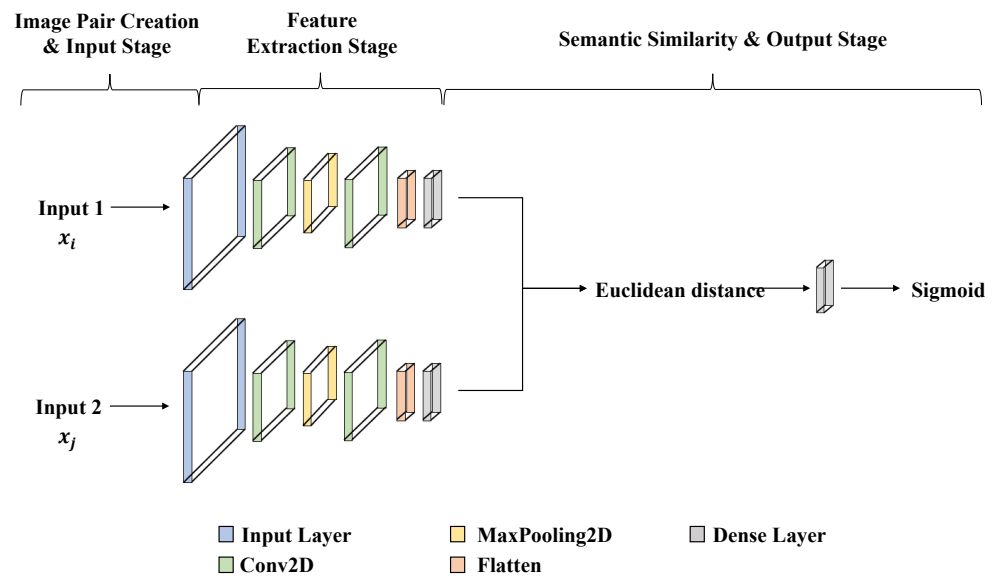 Image Pair Creation
& Input Stage
Feature
Extraction Stage
Semantic Similarity & Output Stage
Input 1
x_i
Euclidean distance
Sigmoid
Input 2
x_j
Input Layer
MaxPooling2D
Dense Layer
Conv2D
Flatten